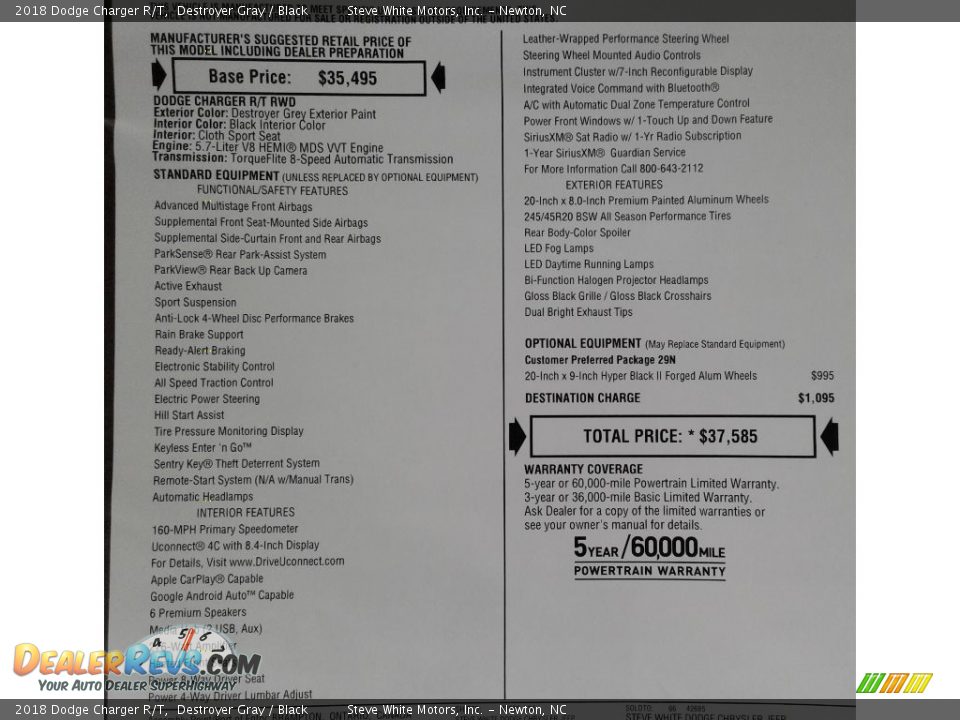 2018 Dodge Charger R/T, Destroyer Gray / Black Steve White Motors, Inc. – Newton, NC
MANUFACTURER'S SUGGESTED RETAIL PRICE OF
THIS MODEL INCLUDING DEALER PREPARATION
Base Price: $35,495
DODGE CHARGER R/T RWD
Exterior Color: Destroyer Grey Exterior Paint
Interior Color: Black Interior Color
Interior: Cloth Sport Seat
Engine: 5.7-Liter V8 HEMI® MDS VVT Engine
Transmission: TorqueFlite 8-Speed Automatic Transmission
STANDARD EQUIPMENT (UNLESS REPLACED BY OPTIONAL EQUIPMENT)
FUNCTIONAL/SAFETY FEATURES
Advanced Multistage Front Airbags
Supplemental Front Seat-Mounted Side Airbags
Supplemental Side-Curtain Front and Rear Airbags
ParkSense® Rear Park-Assist System
ParkView® Rear Back Up Camera
Active Exhaust
Sport Suspension
Anti-Lock 4-Wheel Disc Performance Brakes
Rain Brake Support
Ready-Alert Braking
Electronic Stability Control
All Speed Traction Control
Electric Power Steering
Hill Start Assist
Tire Pressure Monitoring Display
Keyless Enter 'n Go™
Sentry Key® Theft Deterrent System
Remote-Start System (N/A w/Manual Trans)
Automatic Headlamps
INTERIOR FEATURES
160-MPH Primary Speedometer
Uconnect® 4C with 8.4-Inch Display
For Details, Visit www.DriveUconnect.com
Apple CarPlay® Capable
Google Android Auto™ Capable
6 Premium Speakers
Media Hub (2 USB, Aux)
Power 8-Way Driver Seat
Power 4-Way Driver Lumbar Adjust
Leather-Wrapped Performance Steering Wheel
Steering Wheel Mounted Audio Controls
Instrument Cluster w/7-Inch Reconfigurable Display
Integrated Voice Command with Bluetooth®
A/C with Automatic Dual Zone Temperature Control
Power Front Windows w/ 1-Touch Up and Down Feature
SiriusXM® Sat Radio w/ 1-Yr Radio Subscription
1-Year SiriusXM® Guardian Service
For More Information Call 800-643-2112
EXTERIOR FEATURES
20-Inch x 8.0-Inch Premium Painted Aluminum Wheels
245/45R20 BSW All Season Performance Tires
Rear Body-Color Spoiler
LED Fog Lamps
LED Daytime Running Lamps
Bi-Function Halogen Projector Headlamps
Gloss Black Grille / Gloss Black Crosshairs
Dual Bright Exhaust Tips
OPTIONAL EQUIPMENT (May Replace Standard Equipment)
Customer Preferred Package 29N
20-Inch x 9-Inch Hyper Black II Forged Alum Wheels $995
DESTINATION CHARGE $1,095
TOTAL PRICE: * $37,585
WARRANTY COVERAGE
5-year or 60,000-mile Powertrain Limited Warranty.
3-year or 36,000-mile Basic Limited Warranty.
Ask Dealer for a copy of the limited warranties or
see your owner's manual for details.
5 YEAR/60,000 MILE
POWERTRAIN WARRANTY
4 5 6
DEALERREVS.COM
YOUR AUTO DEALER SUPERHIGHWAY
2018 Dodge Charger R/T, Destroyer Gray / Black Steve White Motors, Inc. – Newton, NC